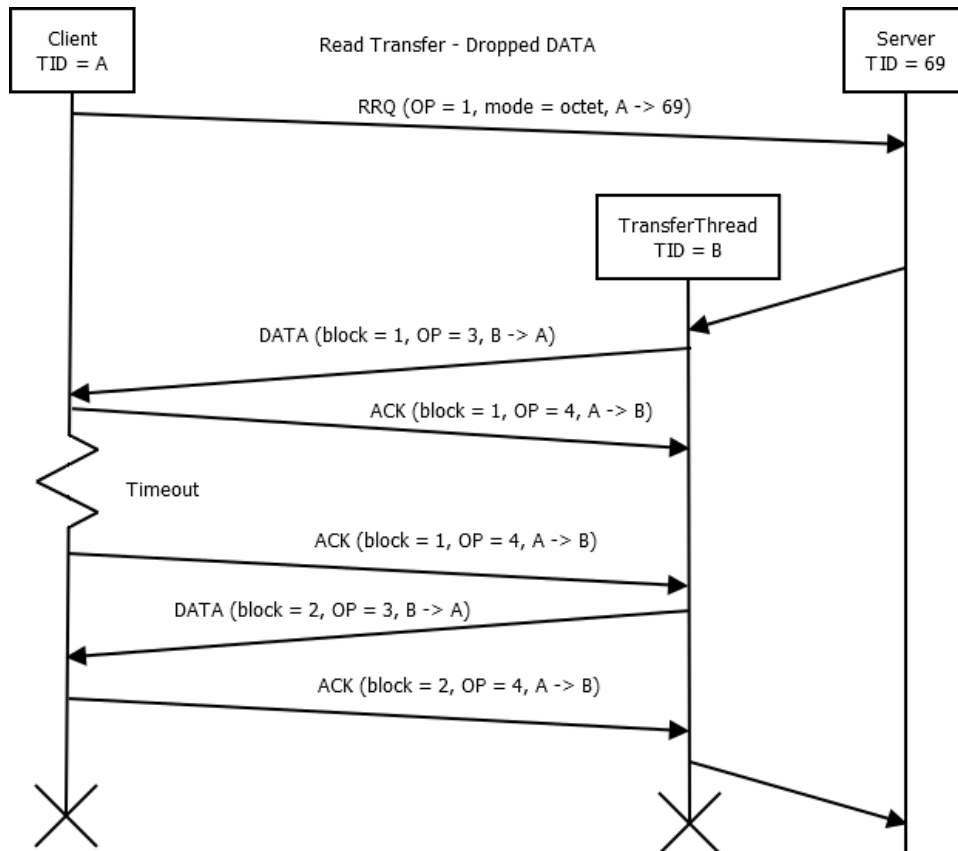 Client
TID = A
Read Transfer - Dropped DATA
Server
TID = 69
RRQ (OP = 1, mode = octet, A -> 69)
TransferThread
TID = B
DATA (block = 1, OP = 3, B -> A)
ACK (block = 1, OP = 4, A -> B)
Timeout
ACK (block = 1, OP = 4, A -> B)
DATA (block = 2, OP = 3, B -> A)
ACK (block = 2, OP = 4, A -> B)